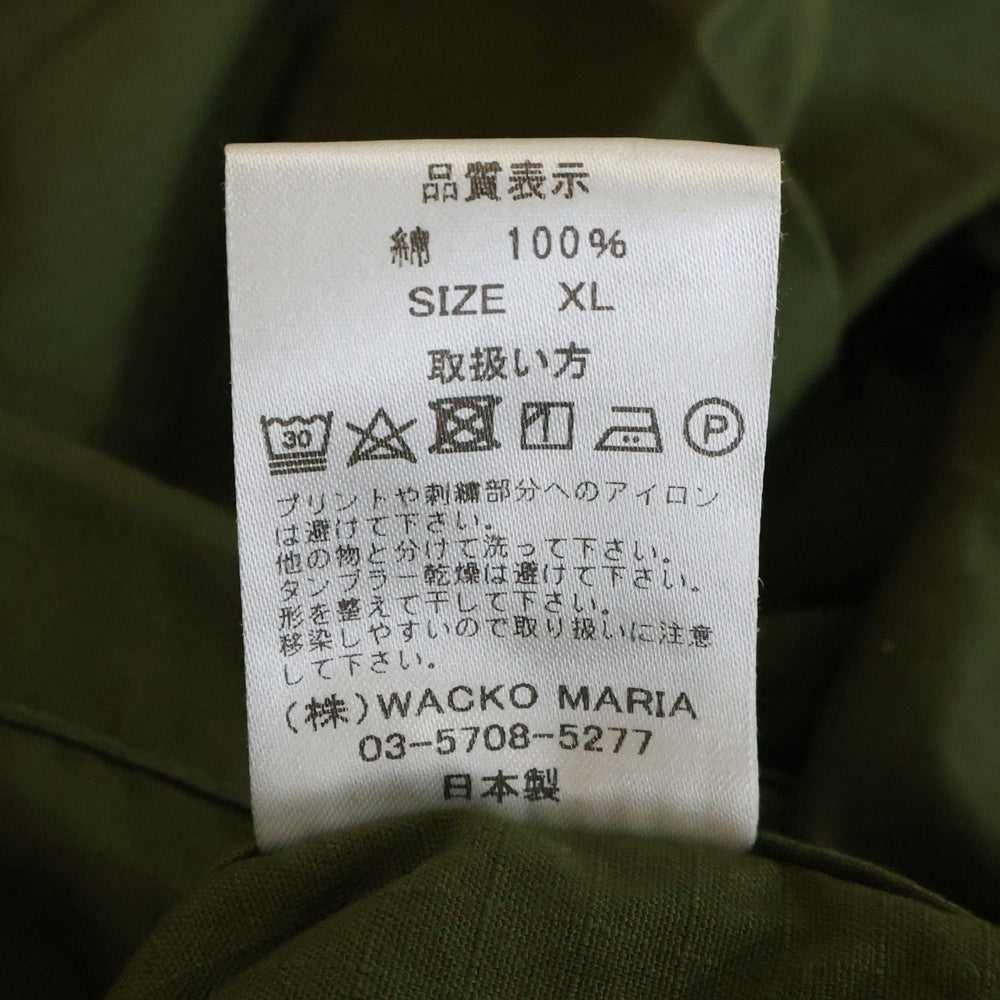 品質表示
綿 100%
SIZE XL
取扱い方
30 P
プリントや刺繍部分へのアイロン
は避けて下さい。
他の物と分けて洗って下さい。
タンブラー乾燥は避けて下さい。
形を整えて干して下さい。
移染しやすいので取り扱いに注意
して下さい。
(株)WACKO MARIA
03-5708-5277
日本製